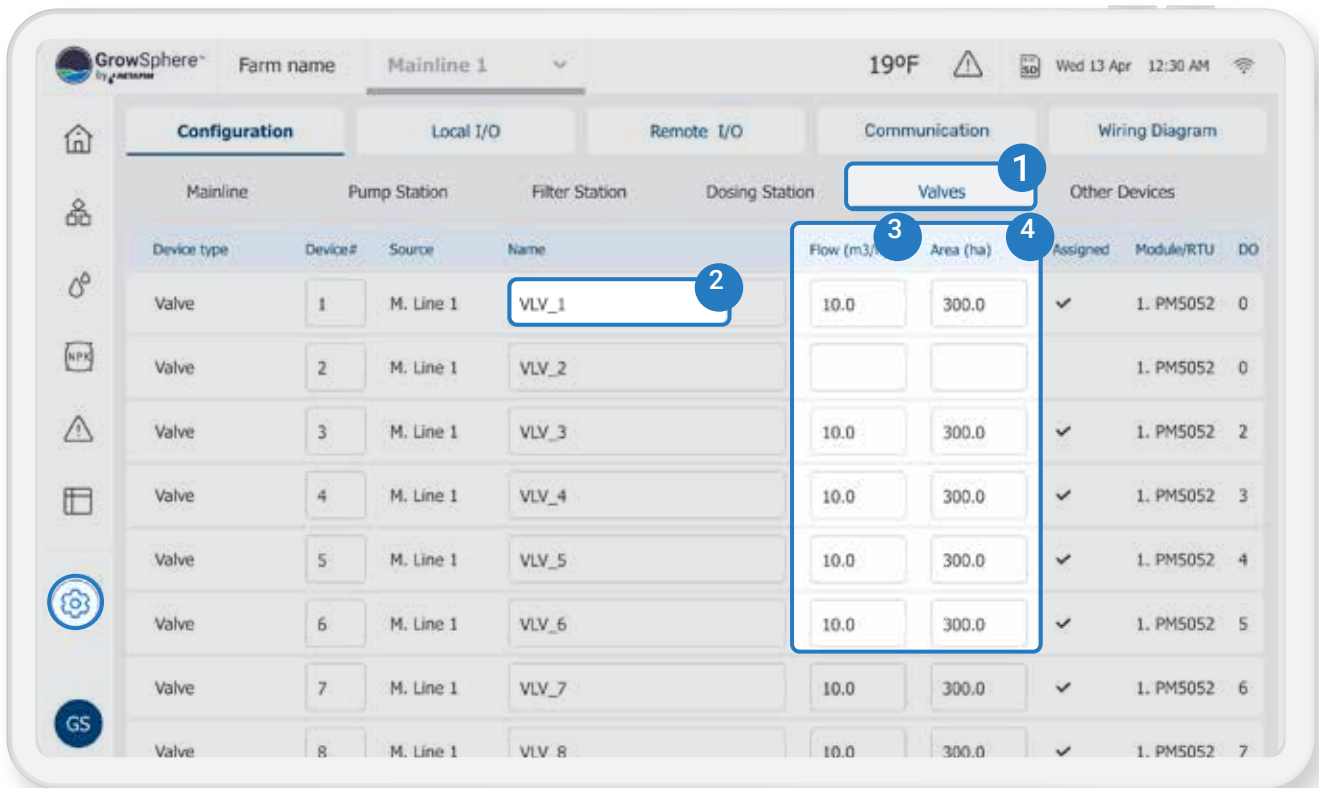 GrowSphere™ by NETAFIM Farm name Mainline 1 19ºF SD Wed 13 Apr 12:30 AM
Configuration Local I/O Remote I/O Communication Wiring Diagram
Mainline Pump Station Filter Station Dosing Station Valves 1 Other Devices
Device type Device# Source Name Flow (m3/ 3 Area (ha) 4 Assigned Module/RTU DO
Valve 1 M. Line 1 VLV_1 2 10.0 300.0 ✓ 1. PM5052 0
Valve 2 M. Line 1 VLV_2 1. PM5052 0
NPK
Valve 3 M. Line 1 VLV_3 10.0 300.0 ✓ 1. PM5052 2
Valve 4 M. Line 1 VLV_4 10.0 300.0 ✓ 1. PM5052 3
Valve 5 M. Line 1 VLV_5 10.0 300.0 ✓ 1. PM5052 4
Valve 6 M. Line 1 VLV_6 10.0 300.0 ✓ 1. PM5052 5
Valve 7 M. Line 1 VLV_7 10.0 300.0 ✓ 1. PM5052 6
GS
Valve 8 M. Line 1 VLV_8 10.0 300.0 ✓ 1. PM5052 7